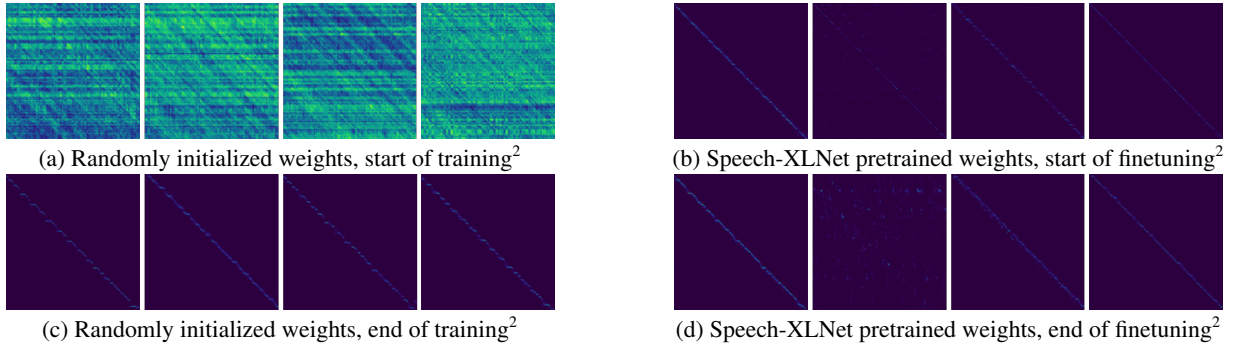 (a) Randomly initialized weights, start of training²
(b) Speech-XLNet pretrained weights, start of finetuning²
(c) Randomly initialized weights, end of training²
(d) Speech-XLNet pretrained weights, end of finetuning²